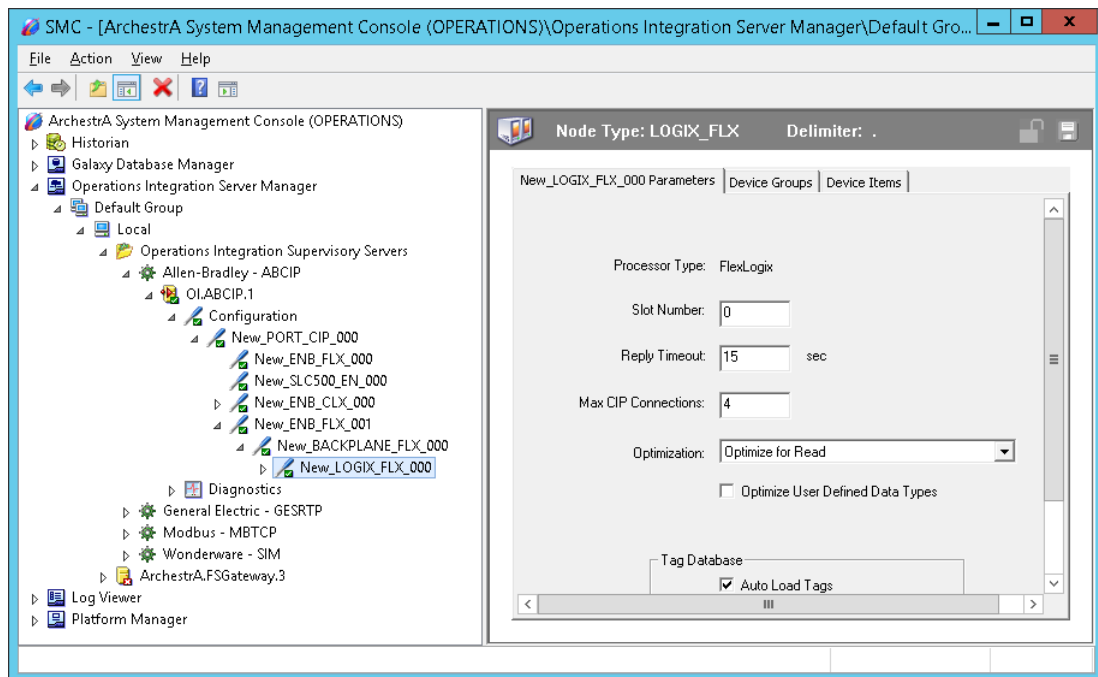 SMC - [ArchestrA System Management Console (OPERATIONS)\Operations Integration Server Manager\Default Gro...
File Action View Help
ArchestrA System Management Console (OPERATIONS)
Historian
Galaxy Database Manager
Operations Integration Server Manager
Default Group
Local
Operations Integration Supervisory Servers
Allen-Bradley - ABCIP
OI.ABCIP.1
Configuration
New_PORT_CIP_000
New_ENB_FLX_000
New_SLC500_EN_000
New_ENB_CLX_000
New_ENB_FLX_001
New_BACKPLANE_FLX_000
New_LOGIX_FLX_000
Diagnostics
General Electric - GESRTP
Modbus - MBTCP
Wonderware - SIM
ArchestrA.FSGateway.3
Log Viewer
Platform Manager
Node Type: LOGIX_FLX Delimiter: .
New_LOGIX_FLX_000 Parameters Device Groups Device Items
Processor Type: FlexLogix
Slot Number: 0
Reply Timeout: 15 sec
Max CIP Connections: 4
Optimization: Optimize for Read
Optimize User Defined Data Types
Tag Database
Auto Load Tags